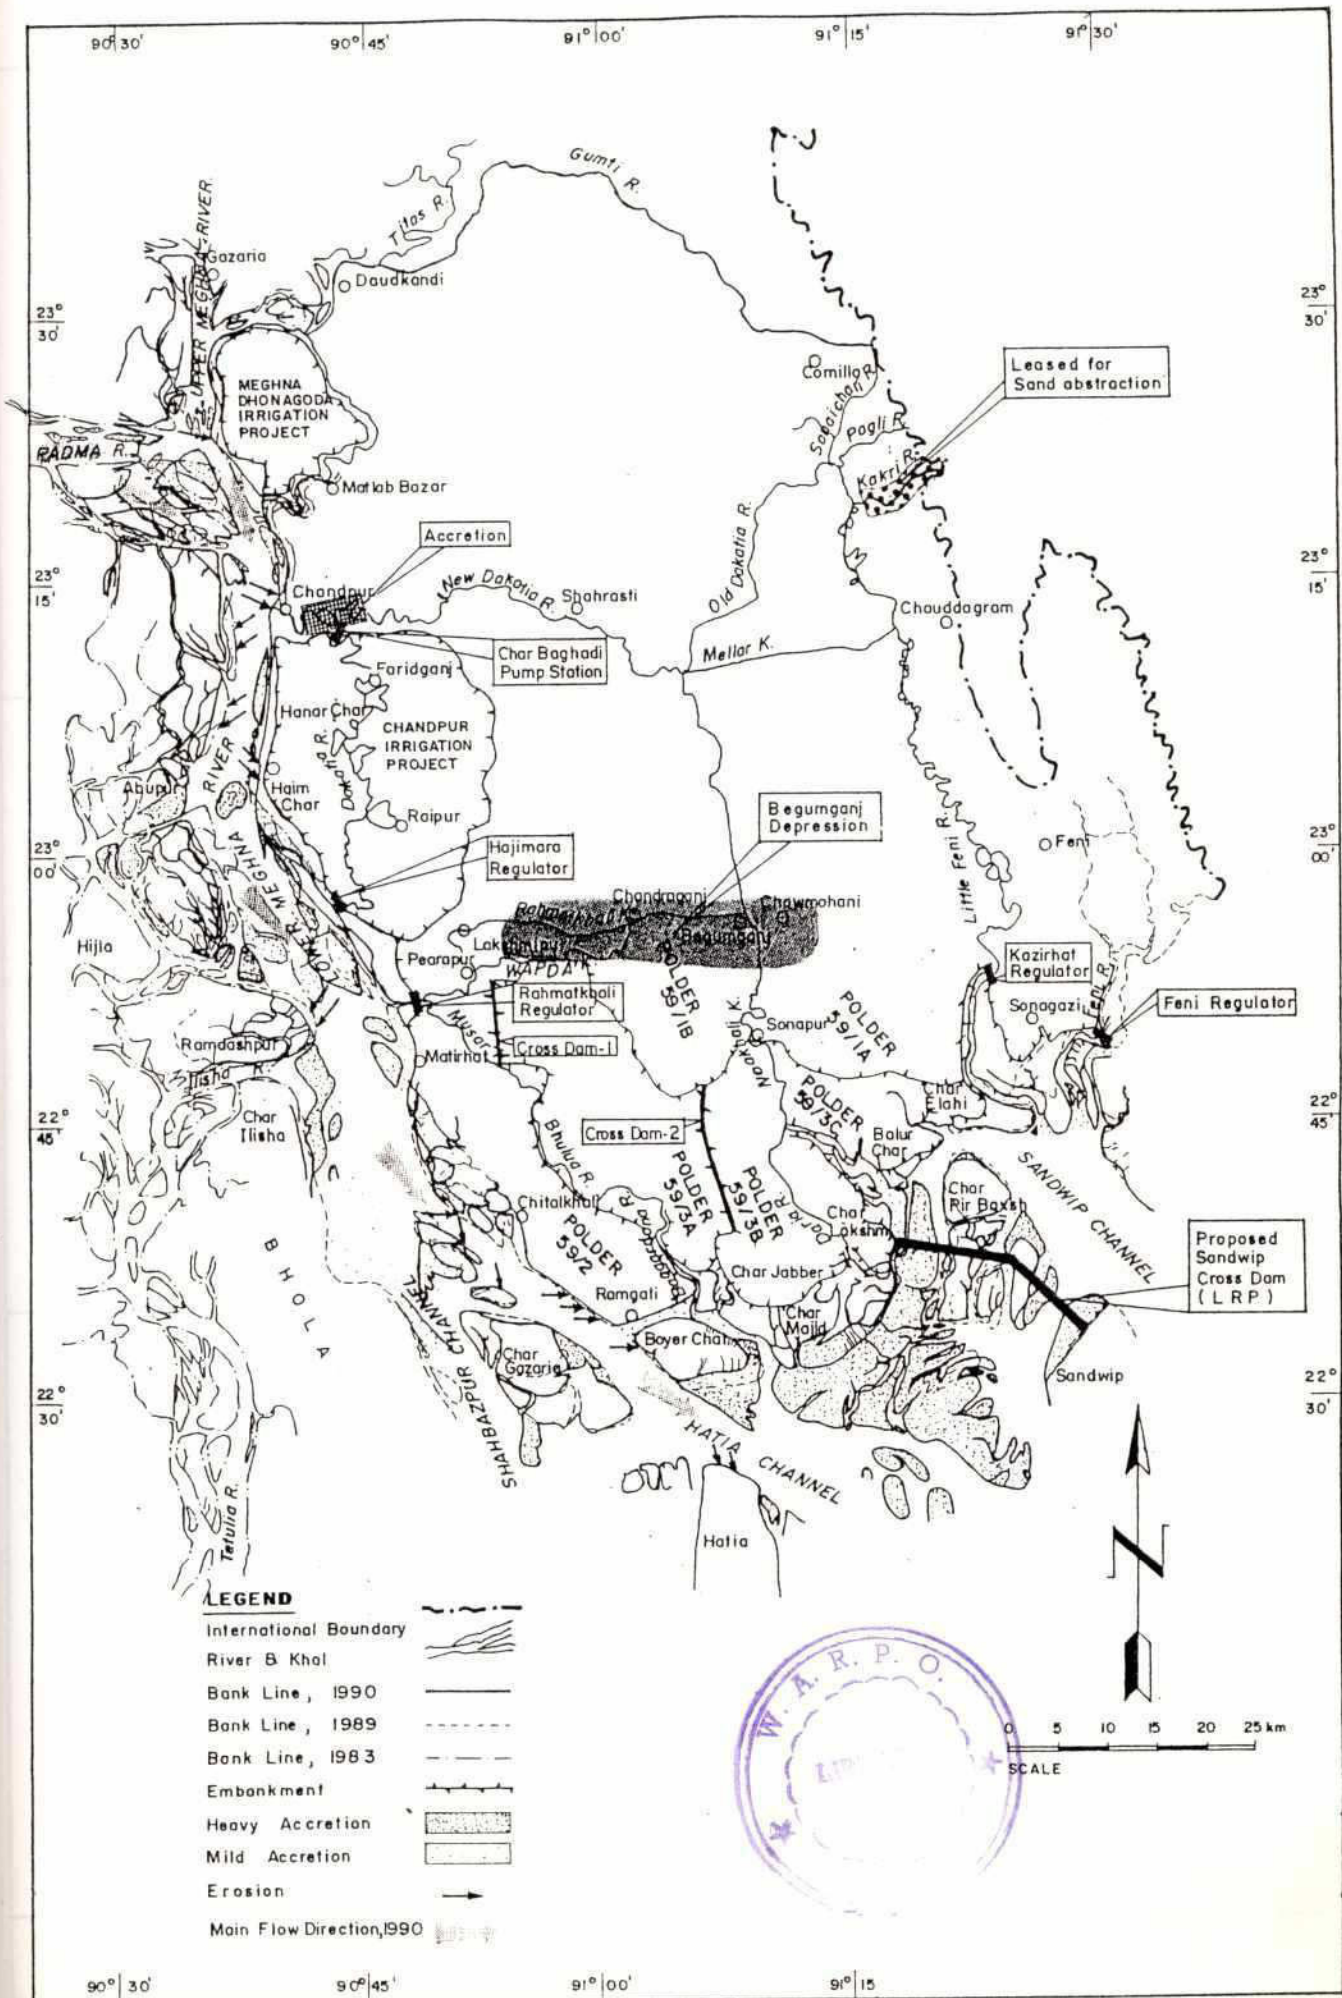 90° 30'
90° 45'
91° 00'
91° 15'
91° 30'
Gumti R.
Titas R.
UPPER MEGHNA RIVER
Gazaria
Daudkandi
23°
30'
23°
30'
MEGHNA
DHONAGODA
IRRIGATION
PROJECT
Comilla
Leased for
Sand abstraction
Sonaichari R.
Pagli R.
Kakri R.
PADMA R.
Matlab Bazar
Accretion
Old Dakatia R.
23°
15'
23°
15'
Chandpur
New Dakatia R.
Shahrasti
Chauddagram
Char Baghadi
Pump Station
Mellar K.
Faridganj
Hanar Char
CHANDPUR
IRRIGATION
PROJECT
Dakatia R.
Abupur
Haim
Char
Raipur
LOWER MEGHNA RIVER
Begumganj
Depression
Little Feni R.
Feni
23°
00'
23°
00'
Hajimara
Regulator
Chandraganj
Chawmohani
Rahmatkhali K.
Begumganj
Hijla
Lakshmipur
Pearapur
WAPDA K.
POLDER
59/1B
Kazirhat
Regulator
Rahmatkhali
Regulator
POLDER
59/1A
Sonagazi
Feni R.
Feni Regulator
Noakhali K.
Sonapur
Musar
Cross Dam-1
Ramdashpur
Matirhat
Ilisha R.
Char
Ilisha
22°
45'
22°
45'
POLDER
59/3C
Char
Elahi
Cross Dam-2
Balur
Char
Bhulua R.
POLDER
59/3A
POLDER
59/3B
SANDWIP CHANNEL
Char
Pir Baxsh
Chitalkhali
POLDER
59/2
Char
Lakshmi
Proposed
Sandwip
Cross Dam
(LRP)
BHOLA
Char Jabber
Ramgati
Char
Majid
Boyer Char
Char
Gazaria
SHAHBAZPUR CHANNEL
Sandwip
22°
30'
22°
30'
HATIA CHANNEL
Hatia
Tetulia R.
LEGEND
International Boundary
River & Khal
Bank Line, 1990
Bank Line, 1989
Bank Line, 1983
Embankment
Heavy Accretion
Mild Accretion
Erosion
Main Flow Direction,1990
W. A. R. P. O.
0 5 10 15 20 25 km
SCALE
90° 30'
90° 45'
91° 00'
91° 15